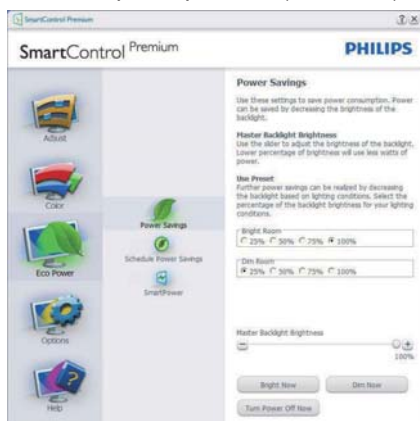 SmartControl Premium
? ×
SmartControl Premium
PHILIPS
Adjust
Color
Eco Power
Options
Help
Power Savings
Schedule Power Savings
SmartPower
Power Savings
Use these settings to save power consumption. Power
can be saved by decreasing the brightness of the
backlight.
Master Backlight Brightness
Use the slider to adjust the brightness of the backlight.
Lower percentage of brightness will use less watts of
power.
Use Preset
Further power savings can be realized by decreasing
the backlight based on lighting conditions. Select the
percentage of the backlight brightness for your lighting
conditions.
Bright Room
25% 50% 75% 100%
Dim Room
25% 50% 75% 100%
Master Backlight Brightness
100%
Bright Now
Dim Now
Turn Power Off Now